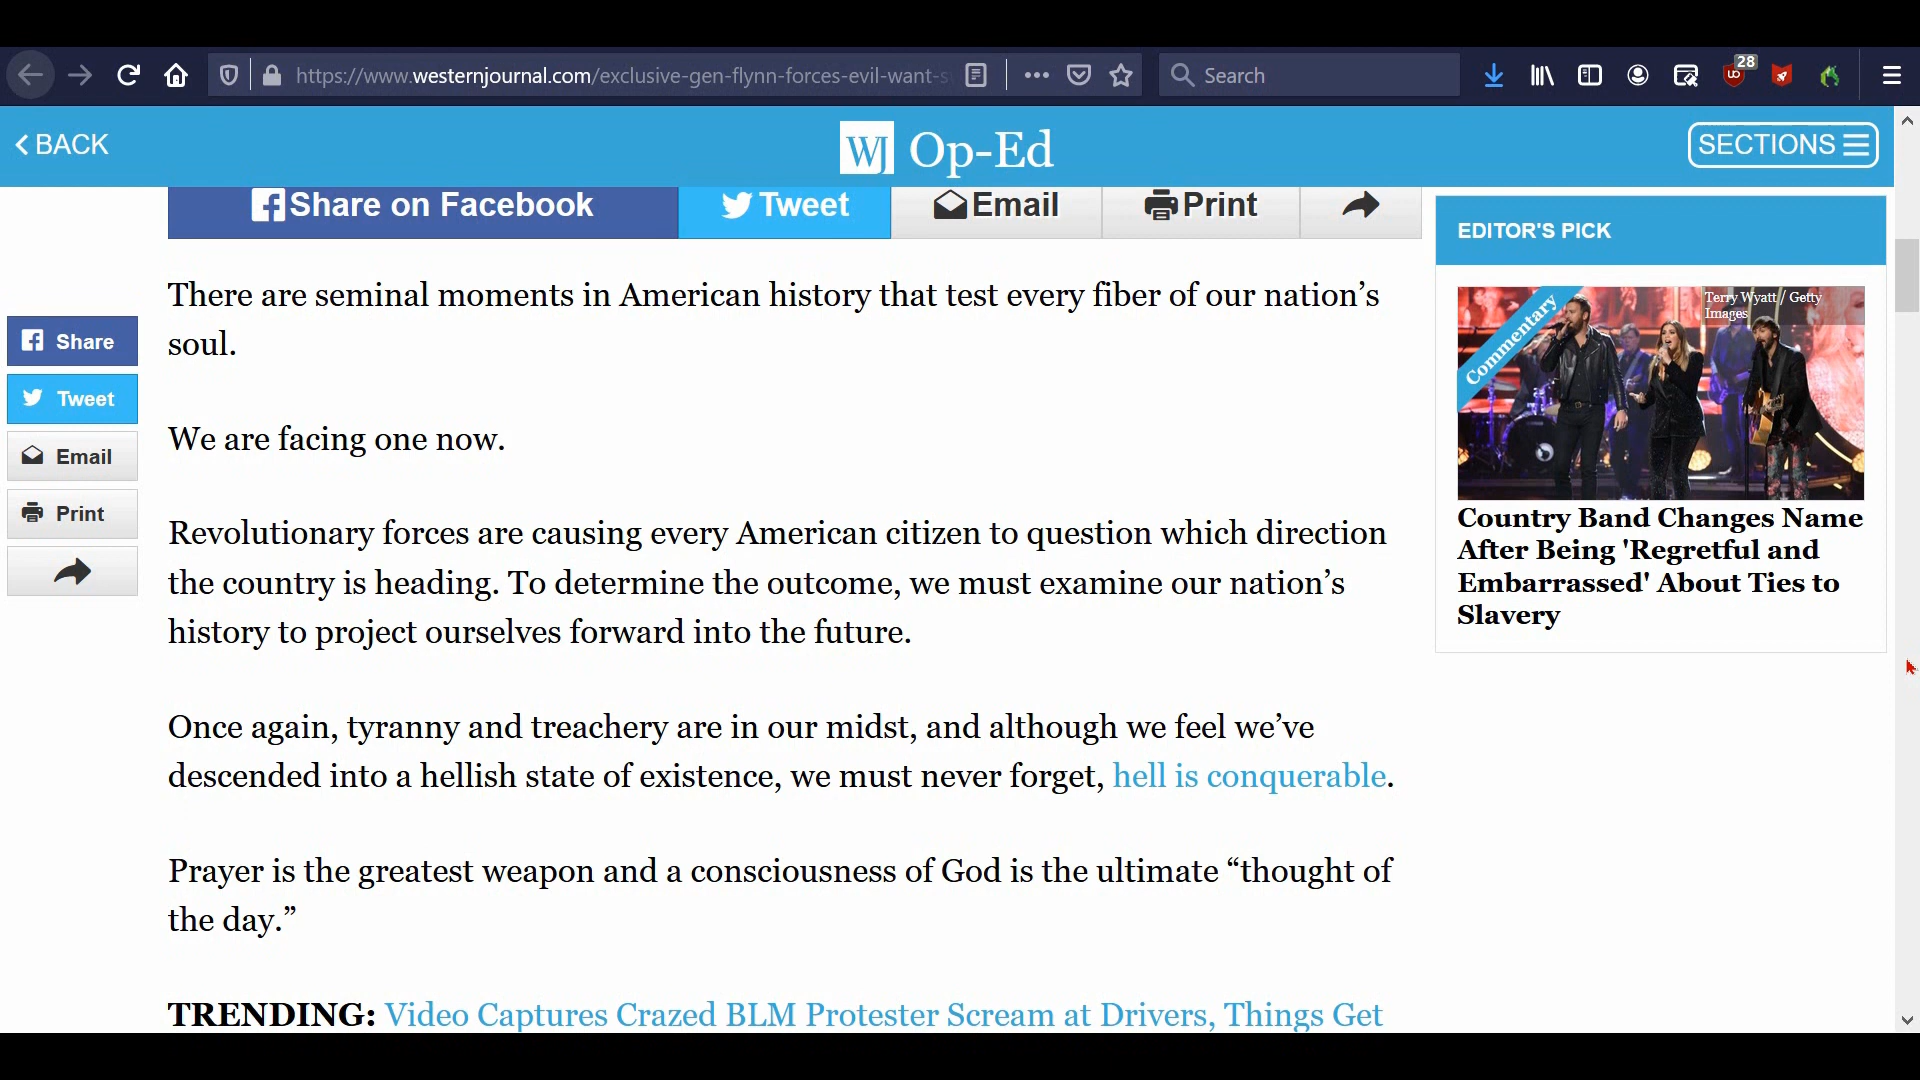 https://www.westernjournal.com/exclusive-gen-flynn-forces-evil-want-s
Search
28
BACK
WJ Op-Ed
SECTIONS
Share on Facebook
Tweet
Email
Print
Share
Tweet
Email
Print
There are seminal moments in American history that test every fiber of our nation’s
soul.
We are facing one now.
Revolutionary forces are causing every American citizen to question which direction
the country is heading. To determine the outcome, we must examine our nation’s
history to project ourselves forward into the future.
Once again, tyranny and treachery are in our midst, and although we feel we’ve
descended into a hellish state of existence, we must never forget, hell is conquerable.
Prayer is the greatest weapon and a consciousness of God is the ultimate “thought of
the day.”
TRENDING: Video Captures Crazed BLM Protester Scream at Drivers, Things Get
EDITOR'S PICK
Commentary
Terry Wyatt / Getty
Images
Country Band Changes Name
After Being 'Regretful and
Embarrassed' About Ties to
Slavery